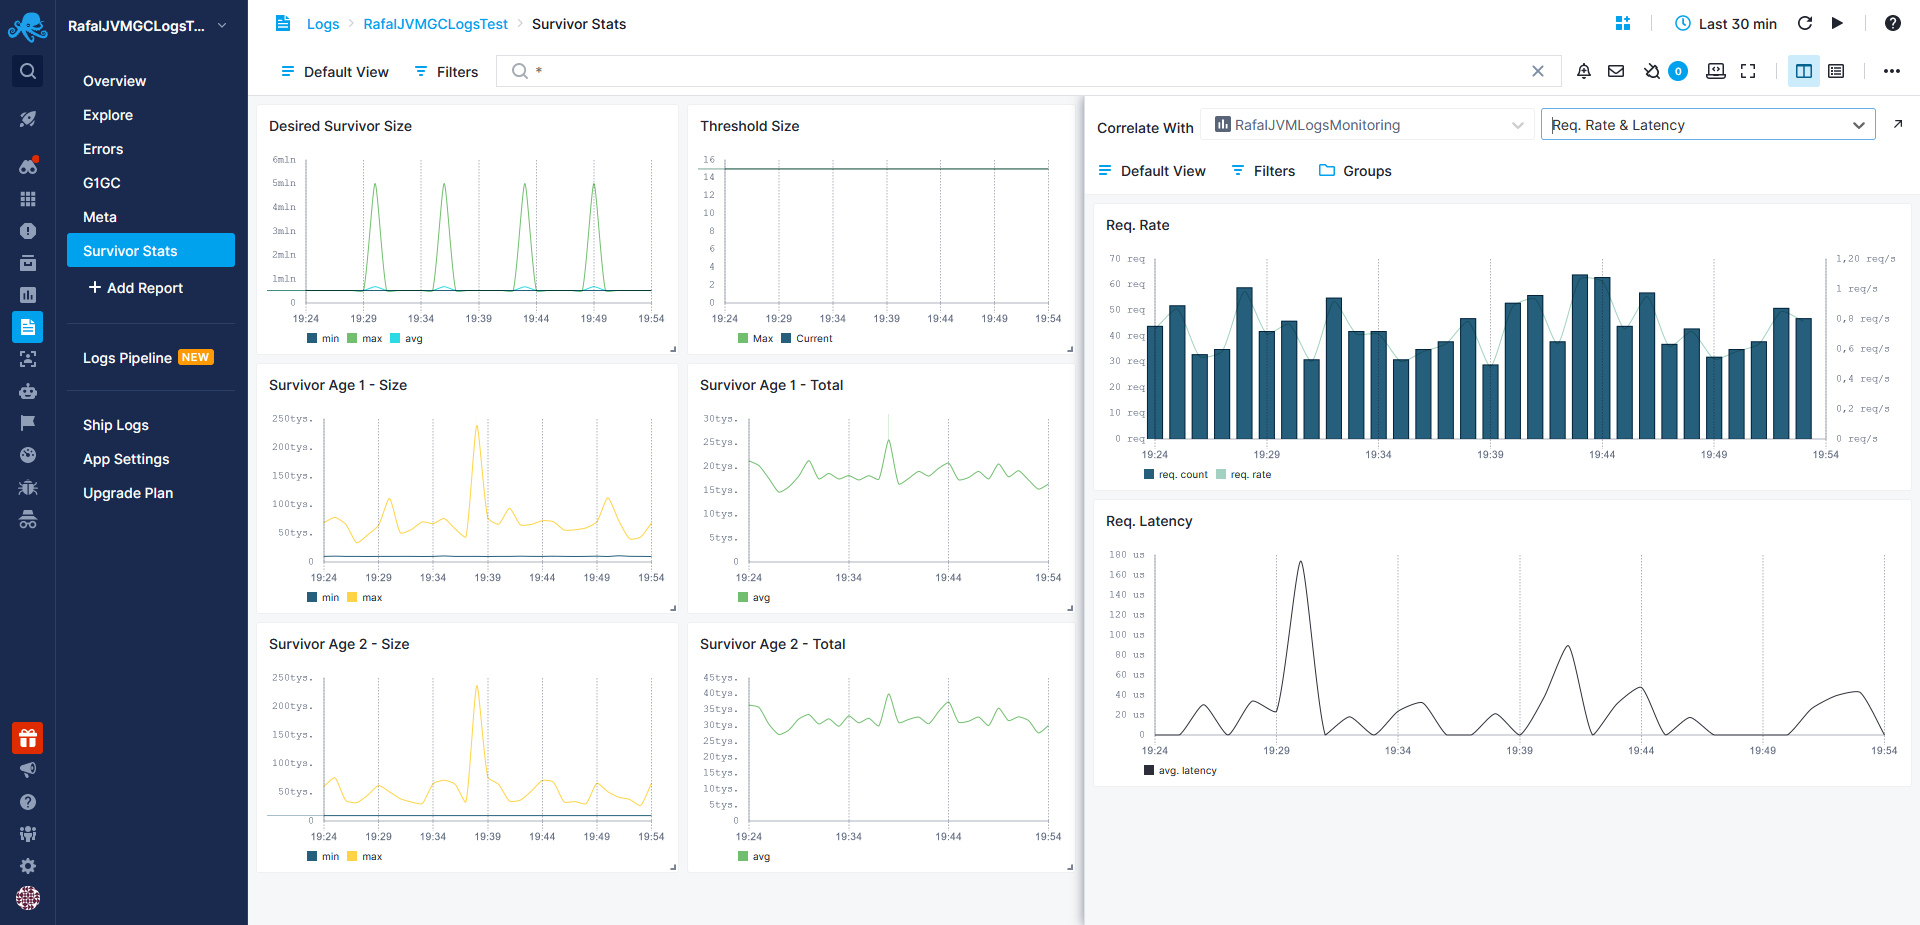 RafalJVMGCLogsT...
Overview
Explore
Errors
G1GC
Meta
Survivor Stats
+ Add Report
Logs Pipeline NEW
Ship Logs
App Settings
Upgrade Plan
Logs > RafalJVMGCLogsTest > Survivor Stats
Last 30 min
Default View Filters *
0
Desired Survivor Size
6mln
5mln
4mln
3mln
2mln
1mln
0
19:24 19:29 19:34 19:39 19:44 19:49 19:54
min max avg
Threshold Size
16
14
12
10
8
6
4
2
0
19:24 19:29 19:34 19:39 19:44 19:49 19:54
Max Current
Survivor Age 1 - Size
250tys.
200tys.
150tys.
100tys.
50tys.
0
19:24 19:29 19:34 19:39 19:44 19:49 19:54
min max
Survivor Age 1 - Total
30tys.
25tys.
20tys.
15tys.
10tys.
5tys.
0
19:24 19:34 19:44 19:54
avg
Survivor Age 2 - Size
250tys.
200tys.
150tys.
100tys.
50tys.
0
19:24 19:29 19:34 19:39 19:44 19:49 19:54
min max
Survivor Age 2 - Total
45tys.
40tys.
35tys.
30tys.
25tys.
20tys.
15tys.
10tys.
5tys.
0
19:24 19:34 19:44 19:54
avg
Correlate With RafalJVMLogsMonitoring Req. Rate & Latency
Default View Filters Groups
Req. Rate
70 req 1,20 req/s
60 req 1 req/s
50 req 0,8 req/s
40 req 0,6 req/s
30 req 0,4 req/s
20 req 0,2 req/s
10 req 0 req/s
0 req
19:24 19:29 19:34 19:39 19:44 19:49 19:54
req. count req. rate
Req. Latency
180 us
160 us
140 us
120 us
100 us
80 us
60 us
40 us
20 us
0
19:24 19:29 19:34 19:39 19:44 19:49 19:54
avg. latency